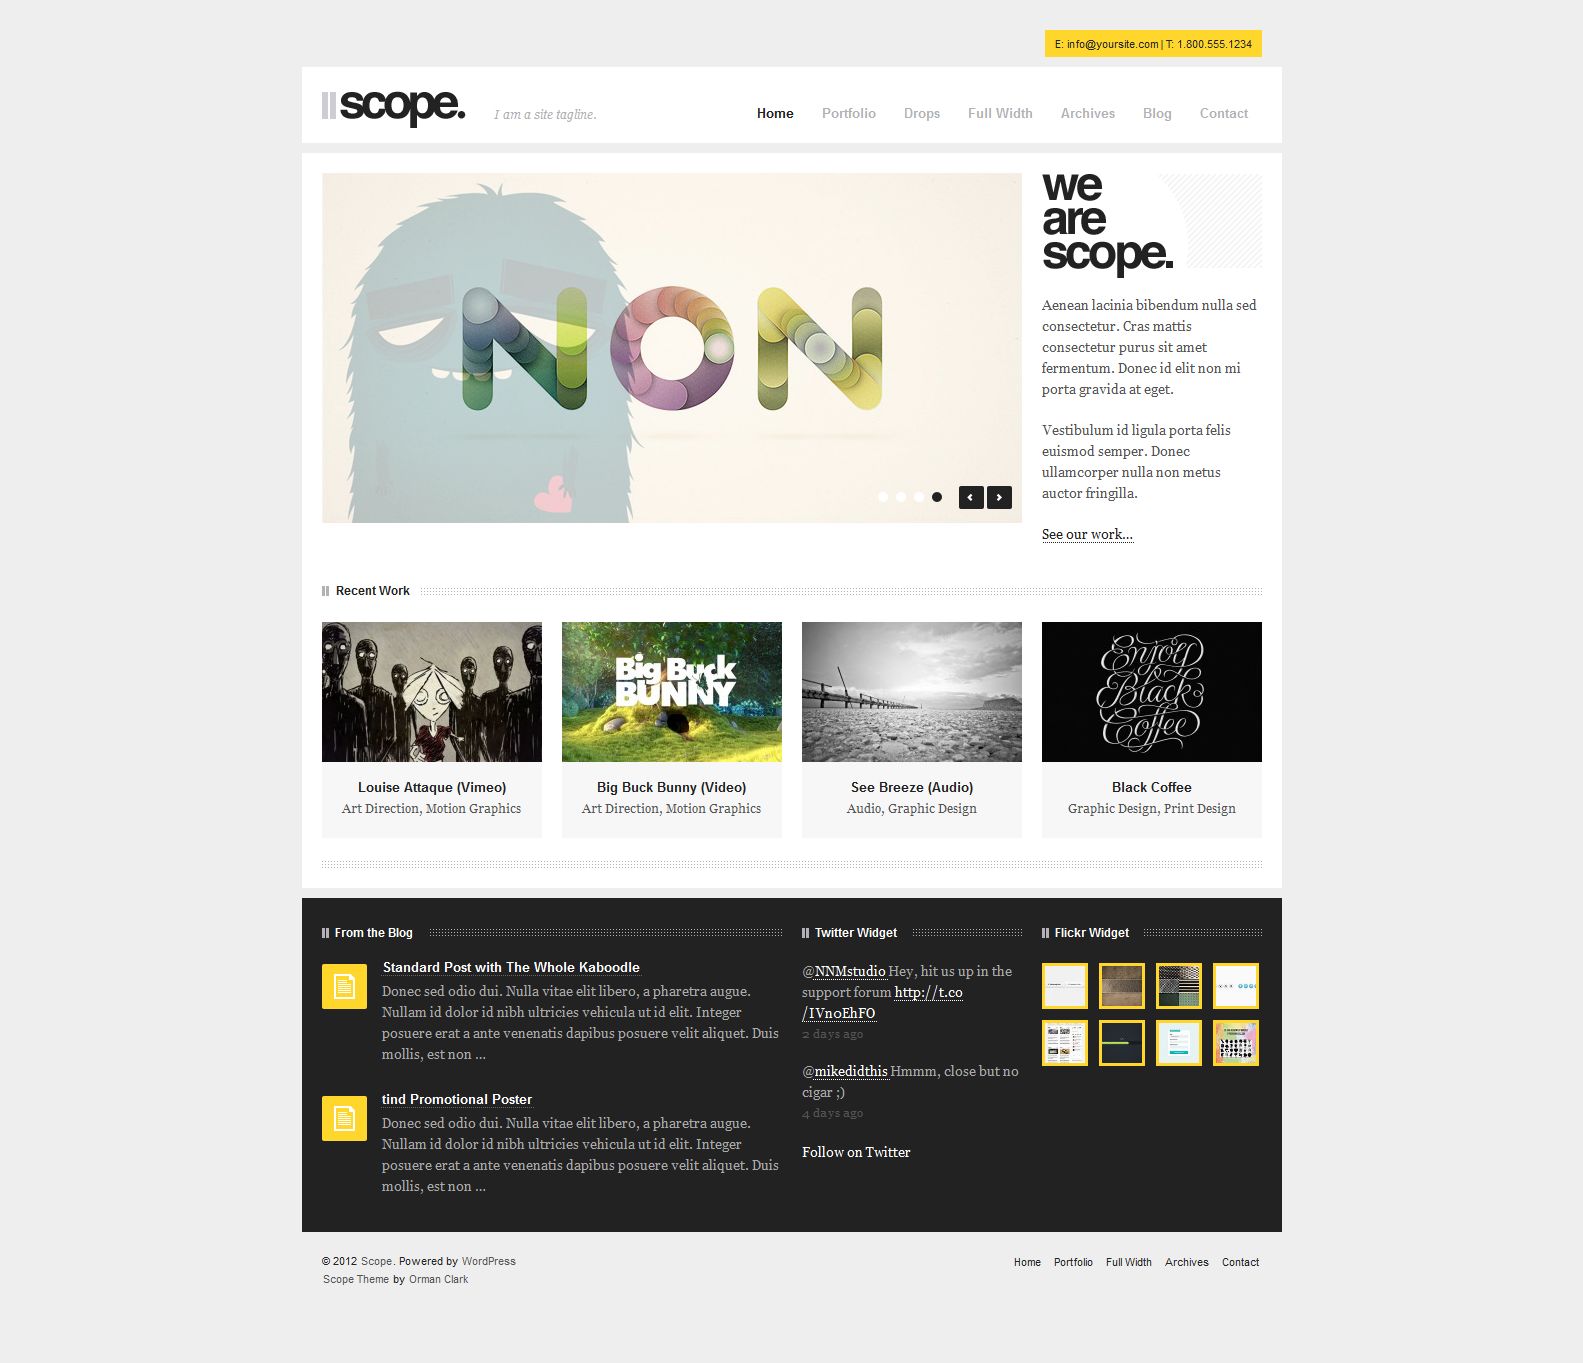 E: info@yoursite.com | T: 1.800.555.1234
scope.
I am a site tagline.
Home Portfolio Drops Full Width Archives Blog Contact
NON
we
are
scope.
Aenean lacinia bibendum nulla sed
consectetur. Cras mattis
consectetur purus sit amet
fermentum. Donec id elit non mi
porta gravida at eget.
Vestibulum id ligula porta felis
euismod semper. Donec
ullamcorper nulla non metus
auctor fringilla.
See our work...
Recent Work
Big Buck
BUNNY
Enjoy
Black
Coffee
Louise Attaque (Vimeo)
Art Direction, Motion Graphics
Big Buck Bunny (Video)
Art Direction, Motion Graphics
See Breeze (Audio)
Audio, Graphic Design
Black Coffee
Graphic Design, Print Design
From the Blog
Standard Post with The Whole Kaboodle
Donec sed odio dui. Nulla vitae elit libero, a pharetra augue.
Nullam id dolor id nibh ultricies vehicula ut id elit. Integer
posuere erat a ante venenatis dapibus posuere velit aliquet. Duis
mollis, est non ...
tind Promotional Poster
Donec sed odio dui. Nulla vitae elit libero, a pharetra augue.
Nullam id dolor id nibh ultricies vehicula ut id elit. Integer
posuere erat a ante venenatis dapibus posuere velit aliquet. Duis
mollis, est non ...
Twitter Widget
@NNMstudio Hey, hit us up in the
support forum http://t.co
/IVn0EhFO
2 days ago
@mikedidthis Hmmm, close but no
cigar ;)
4 days ago
Follow on Twitter
Flickr Widget
© 2012 Scope. Powered by WordPress
Scope Theme by Orman Clark
Home Portfolio Full Width Archives Contact